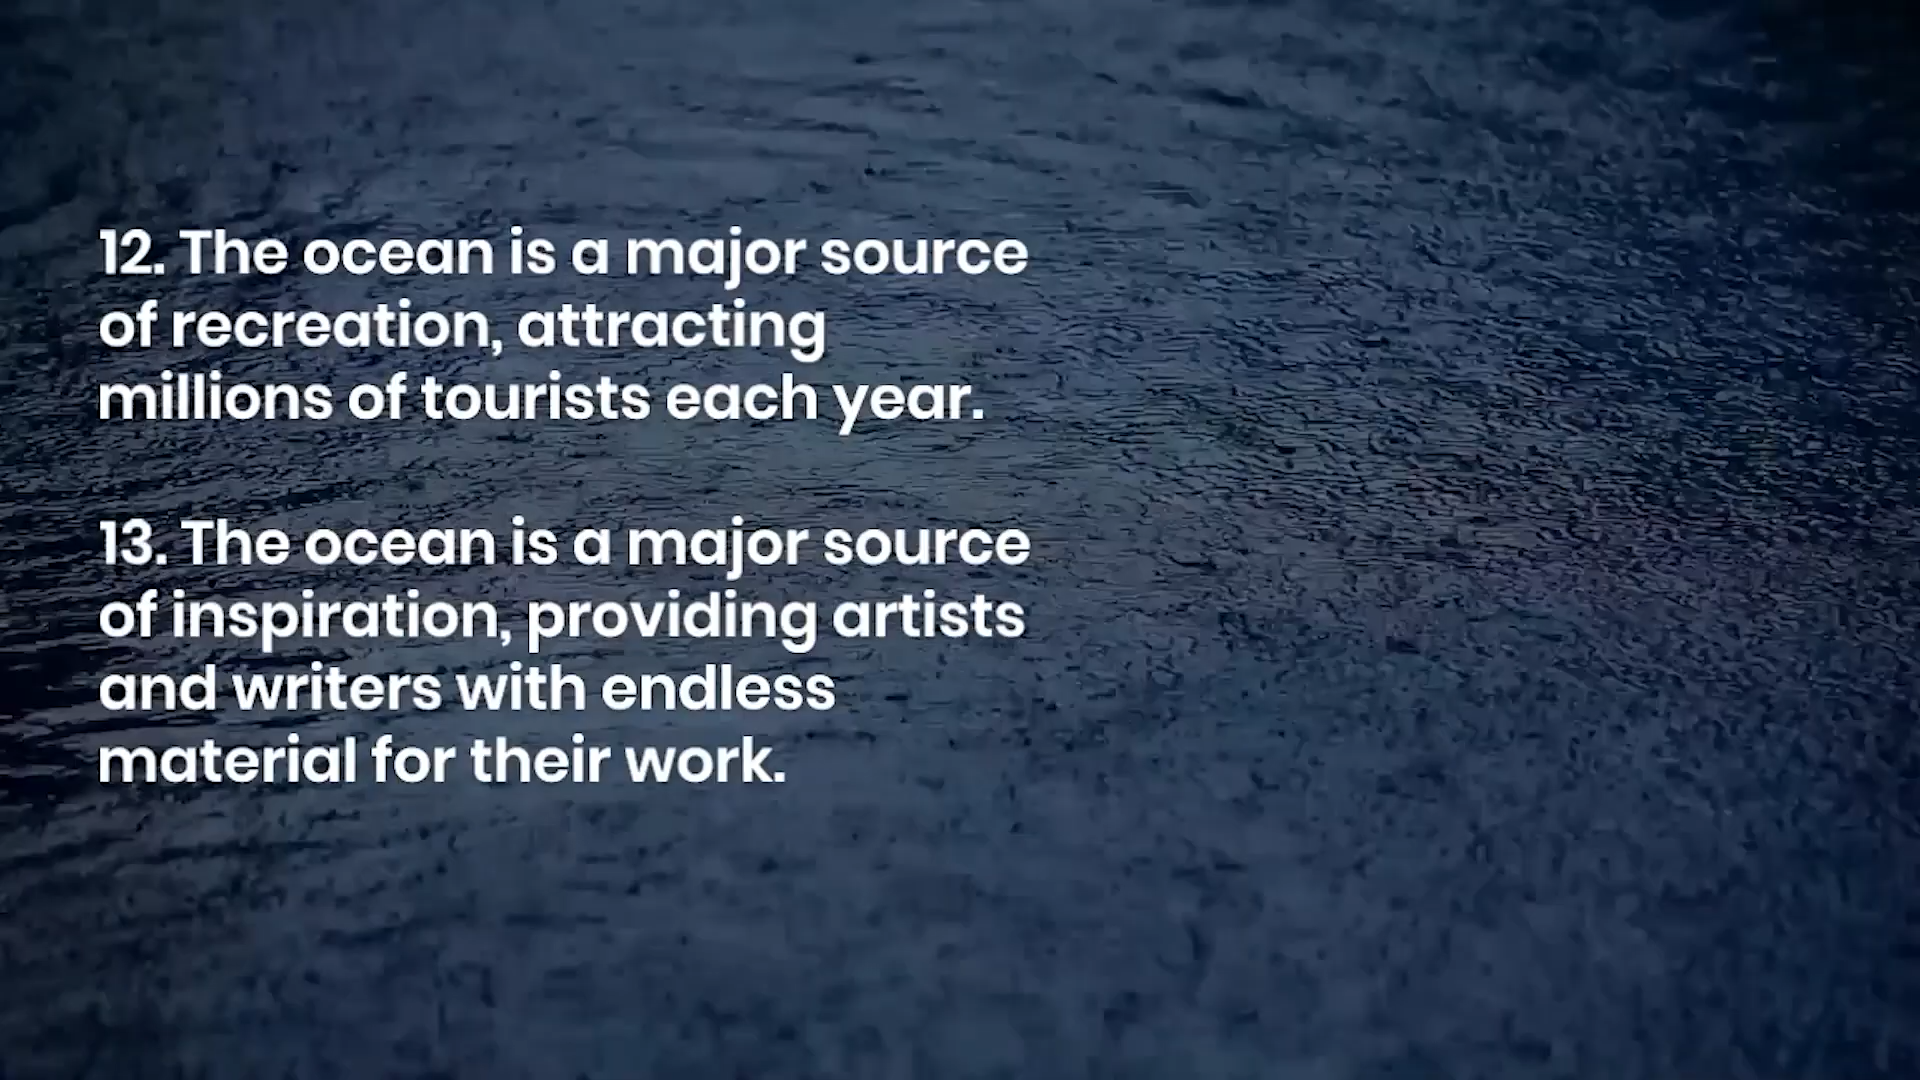 12. The ocean is a major source
of recreation, attracting
millions of tourists each year.
13. The ocean is a major source
of inspiration, providing artists
and writers with endless
material for their work.